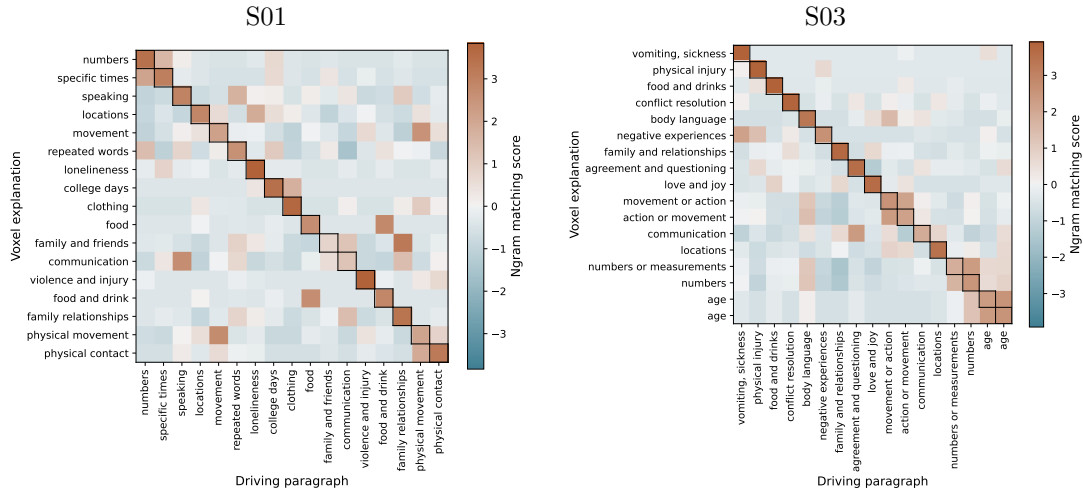 S01
numbers
specific times
speaking
locations
movement
repeated words
lonelineness
college days
clothing
food
family and friends
communication
violence and injury
food and drink
family relationships
physical movement
physical contact
Voxel explanation
numbers
specific times
speaking
locations
movement
repeated words
lonelineness
college days
clothing
food
family and friends
communication
violence and injury
food and drink
family relationships
physical movement
physical contact
Driving paragraph
3
2
1
0
−1
−2
−3
Ngram matching score
S03
vomiting, sickness
physical injury
food and drinks
conflict resolution
body language
negative experiences
family and relationships
agreement and questioning
love and joy
movement or action
action or movement
communication
locations
numbers or measurements
numbers
age
age
Voxel explanation
vomiting, sickness
physical injury
food and drinks
conflict resolution
body language
negative experiences
family and relationships
agreement and questioning
love and joy
movement or action
action or movement
communication
locations
numbers or measurements
numbers
age
age
Driving paragraph
3
2
1
0
−1
−2
−3
Ngram matching score